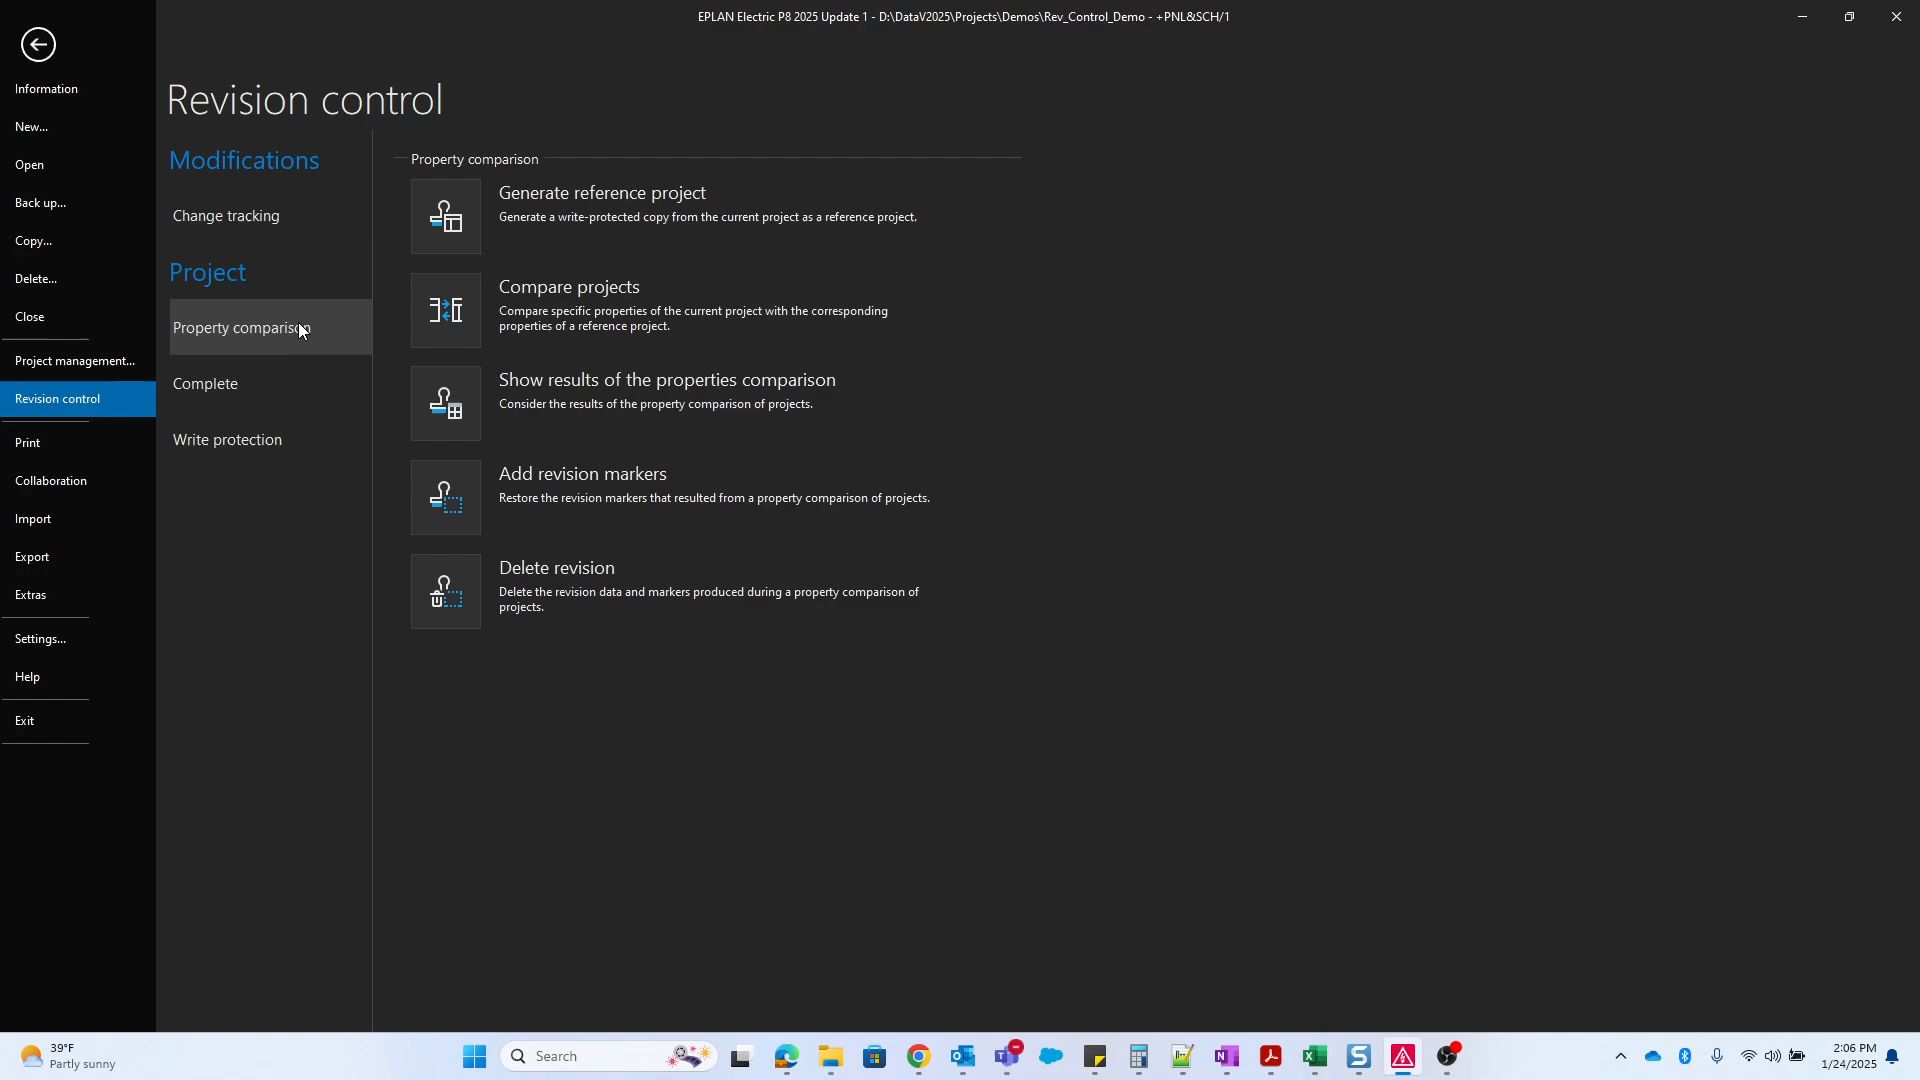 EPLAN Electric P8 2025 Update 1 - D:\DataV2025\Projects\Demos\Rev_Control_Demo - +PNL&SCH/1
Information
New...
Open
Back up...
Copy...
Delete...
Close
Project management...
Revision control
Print
Collaboration
Import
Export
Extras
Settings...
Help
Exit
Revision control
Modifications
Change tracking
Project
Property comparison
Complete
Write protection
Property comparison
Generate reference project
Generate a write-protected copy from the current project as a reference project.
Compare projects
Compare specific properties of the current project with the corresponding
properties of a reference project.
Show results of the properties comparison
Consider the results of the property comparison of projects.
Add revision markers
Restore the revision markers that resulted from a property comparison of projects.
Delete revision
Delete the revision data and markers produced during a property comparison of
projects.
39°F
Partly sunny
Search
2:06 PM
1/24/2025